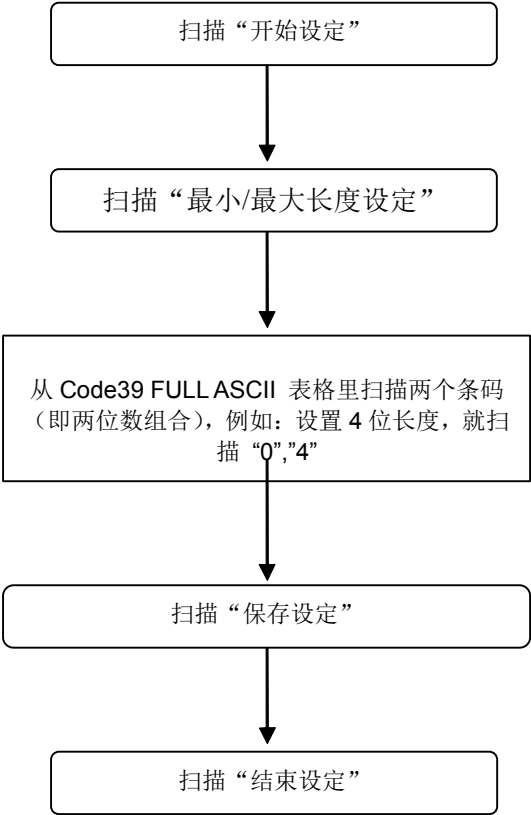 扫描“开始设定”
扫描“最小/最大长度设定”
从 Code39 FULL ASCII 表格里扫描两个条码
（即两位数组合），例如：设置 4 位长度，就扫
描 “0”,”4”
扫描“保存设定”
扫描“结束设定”